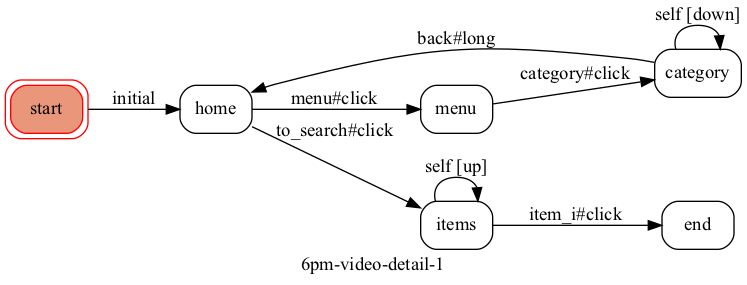 self [down]
back#long
category#click
category
start
initial
home
menu#click
menu
to_search#click
self [up]
items
item_i#click
end
6pm-video-detail-1